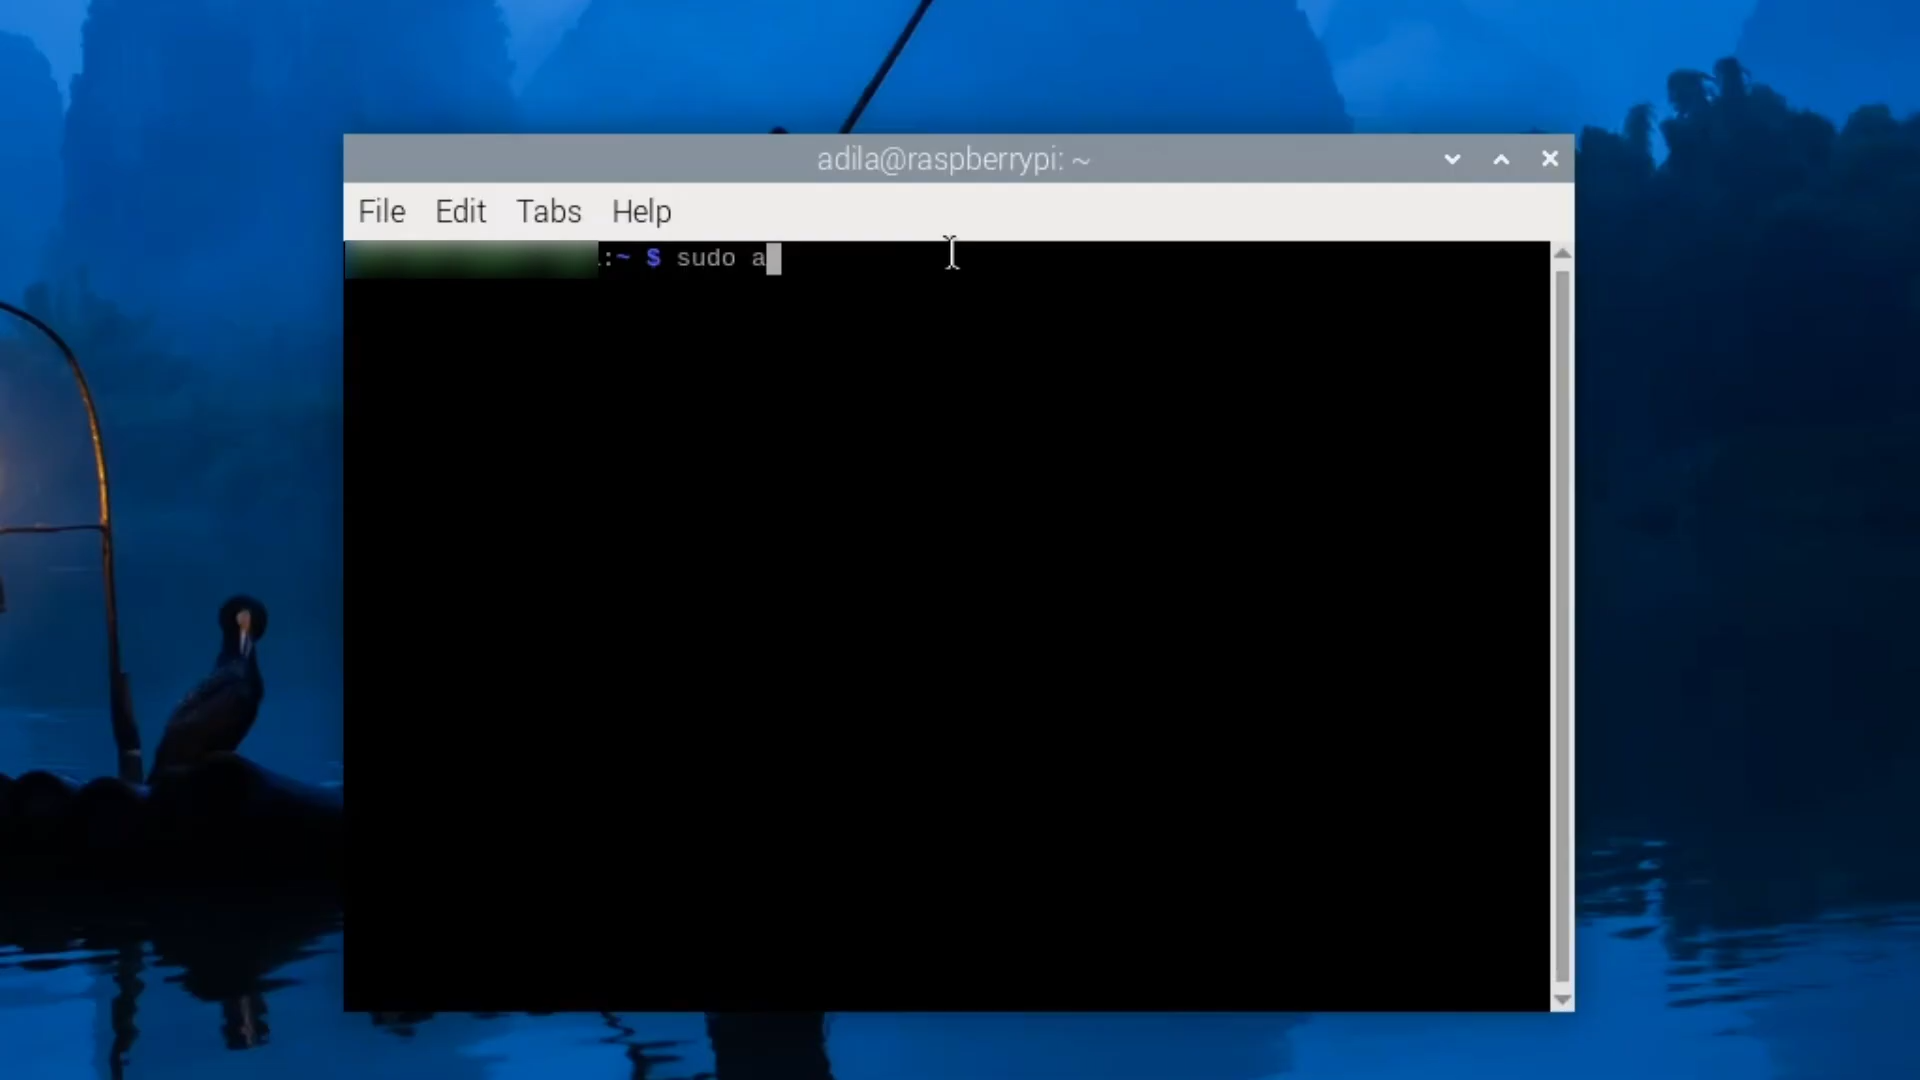 adila@raspberrypi: ~
File Edit Tabs Help
:~ $ sudo a